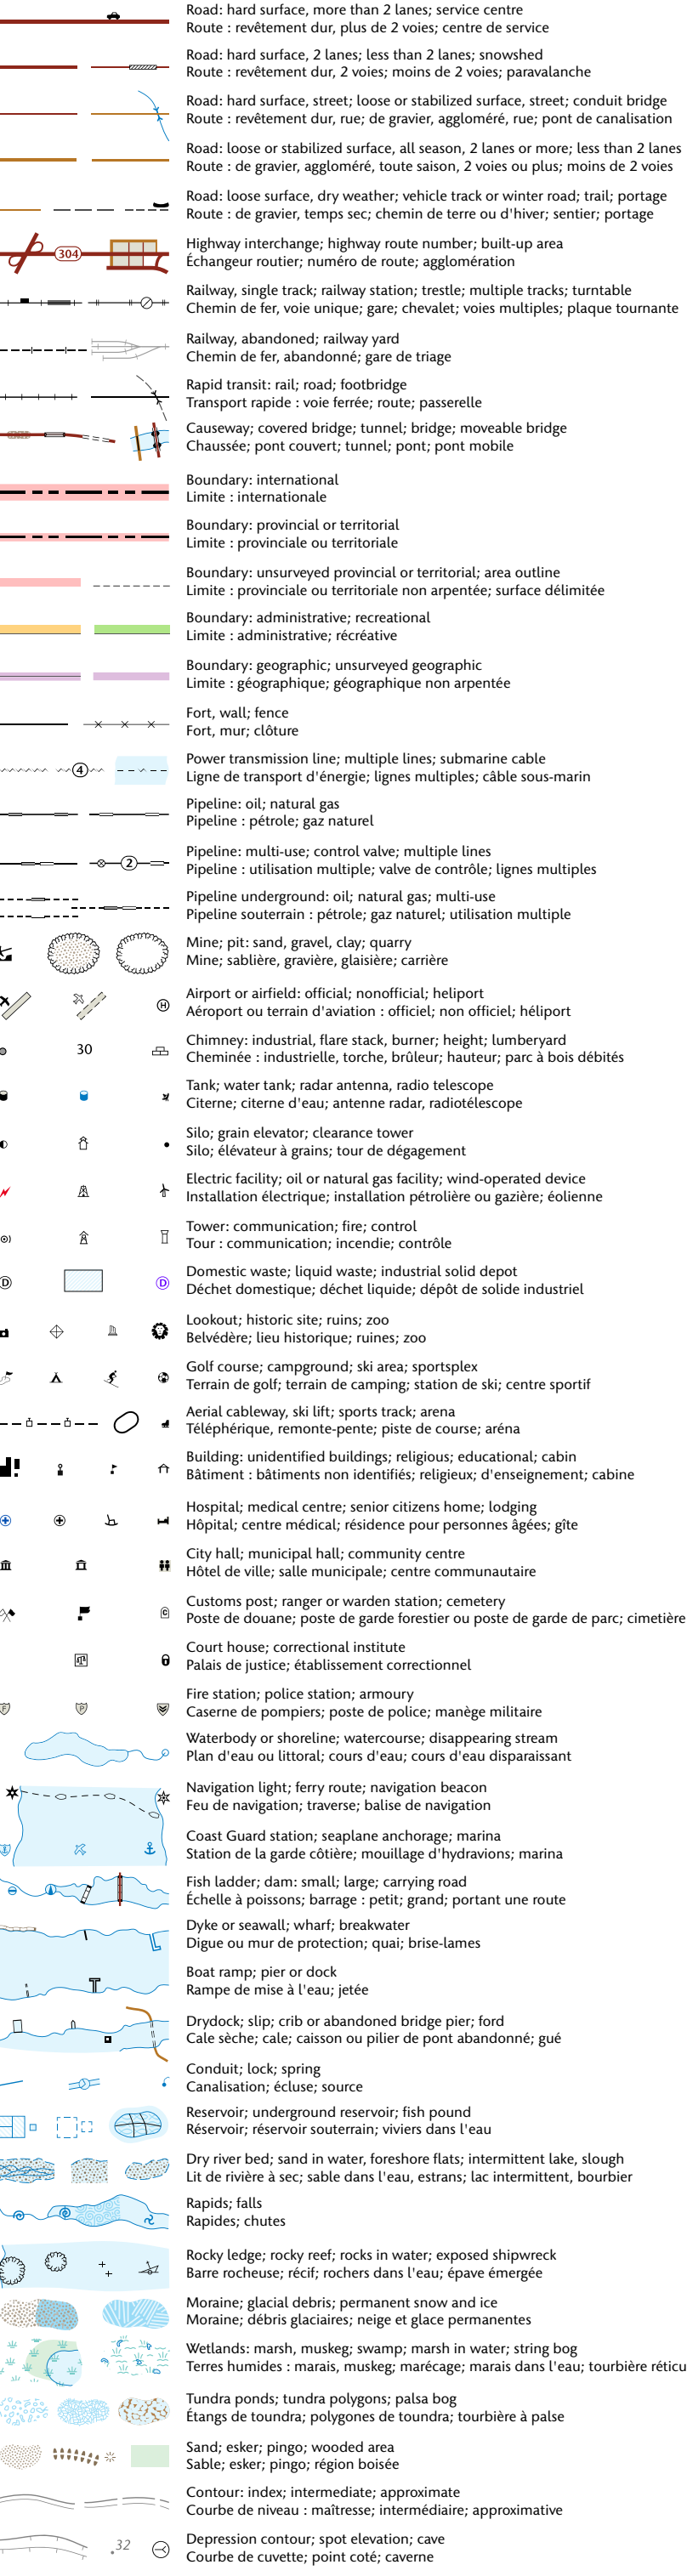 Road: hard surface, more than 2 lanes; service centre
Route : revêtement dur, plus de 2 voies; centre de service
Road: hard surface, 2 lanes; less than 2 lanes; snowshed
Route : revêtement dur, 2 voies; moins de 2 voies; paravalanche
Road: hard surface, street; loose or stabilized surface, street; conduit bridge
Route : revêtement dur, rue; de gravier, aggloméré, rue; pont de canalisation
Road: loose or stabilized surface, all season, 2 lanes or more; less than 2 lanes
Route : de gravier, aggloméré, toute saison, 2 voies ou plus; moins de 2 voies
Road: loose surface, dry weather; vehicle track or winter road; trail; portage
Route : de gravier, temps sec; chemin de terre ou d'hiver; sentier; portage
304
Highway interchange; highway route number; built-up area
Échangeur routier; numéro de route; agglomération
Railway, single track; railway station; trestle; multiple tracks; turntable
Chemin de fer, voie unique; gare; chevalet; voies multiples; plaque tournante
Railway, abandoned; railway yard
Chemin de fer, abandonné; gare de triage
Rapid transit: rail; road; footbridge
Transport rapide : voie ferrée; route; passerelle
Causeway; covered bridge; tunnel; bridge; moveable bridge
Chaussée; pont couvert; tunnel; pont; pont mobile
Boundary: international
Limite : internationale
Boundary: provincial or territorial
Limite : provinciale ou territoriale
Boundary: unsurveyed provincial or territorial; area outline
Limite : provinciale ou territoriale non arpentée; surface délimitée
Boundary: administrative; recreational
Limite : administrative; récréative
Boundary: geographic; unsurveyed geographic
Limite : géographique; géographique non arpentée
Fort, wall; fence
Fort, mur; clôture
4
Power transmission line; multiple lines; submarine cable
Ligne de transport d'énergie; lignes multiples; câble sous-marin
Pipeline: oil; natural gas
Pipeline : pétrole; gaz naturel
2
Pipeline: multi-use; control valve; multiple lines
Pipeline : utilisation multiple; valve de contrôle; lignes multiples
Pipeline underground: oil; natural gas; multi-use
Pipeline souterrain : pétrole; gaz naturel; utilisation multiple
Mine; pit: sand, gravel, clay; quarry
Mine; sablière, gravière, glaisière; carrière
H
Airport or airfield: official; nonofficial; heliport
Aéroport ou terrain d'aviation : officiel; non officiel; héliport
30
Chimney: industrial, flare stack, burner; height; lumberyard
Cheminée : industrielle, torche, brûleur; hauteur; parc à bois débités
Tank; water tank; radar antenna, radio telescope
Citerne; citerne d'eau; antenne radar, radiotélescope
Silo; grain elevator; clearance tower
Silo; élévateur à grains; tour de dégagement
Electric facility; oil or natural gas facility; wind-operated device
Installation électrique; installation pétrolière ou gazière; éolienne
Tower: communication; fire; control
Tour : communication; incendie; contrôle
D D
Domestic waste; liquid waste; industrial solid depot
Déchet domestique; déchet liquide; dépôt de solide industriel
Lookout; historic site; ruins; zoo
Belvédère; lieu historique; ruines; zoo
Golf course; campground; ski area; sportsplex
Terrain de golf; terrain de camping; station de ski; centre sportif
Aerial cableway, ski lift; sports track; arena
Téléphérique, remonte-pente; piste de course; aréna
Building: unidentified buildings; religious; educational; cabin
Bâtiment : bâtiments non identifiés; religieux; d'enseignement; cabine
Hospital; medical centre; senior citizens home; lodging
Hôpital; centre médical; résidence pour personnes âgées; gîte
City hall; municipal hall; community centre
Hôtel de ville; salle municipale; centre communautaire
C
Customs post; ranger or warden station; cemetery
Poste de douane; poste de garde forestier ou poste de garde de parc; cimetière
Court house; correctional institute
Palais de justice; établissement correctionnel
F P
Fire station; police station; armoury
Caserne de pompiers; poste de police; manège militaire
Waterbody or shoreline; watercourse; disappearing stream
Plan d'eau ou littoral; cours d'eau; cours d'eau disparaissant
Navigation light; ferry route; navigation beacon
Feu de navigation; traverse; balise de navigation
Coast Guard station; seaplane anchorage; marina
Station de la garde côtière; mouillage d'hydravions; marina
Fish ladder; dam: small; large; carrying road
Échelle à poissons; barrage : petit; grand; portant une route
Dyke or seawall; wharf; breakwater
Digue ou mur de protection; quai; brise-lames
Boat ramp; pier or dock
Rampe de mise à l'eau; jetée
Drydock; slip; crib or abandoned bridge pier; ford
Cale sèche; cale; caisson ou pilier de pont abandonné; gué
Conduit; lock; spring
Canalisation; écluse; source
Reservoir; underground reservoir; fish pound
Réservoir; réservoir souterrain; viviers dans l'eau
Dry river bed; sand in water, foreshore flats; intermittent lake, slough
Lit de rivière à sec; sable dans l'eau, estrans; lac intermittent, bourbier
Rapids; falls
Rapides; chutes
Rocky ledge; rocky reef; rocks in water; exposed shipwreck
Barre rocheuse; récif; rochers dans l'eau; épave émergée
Moraine; glacial debris; permanent snow and ice
Moraine; débris glaciaires; neige et glace permanentes
Wetlands: marsh, muskeg; swamp; marsh in water; string bog
Terres humides : marais, muskeg; marécage; marais dans l'eau; tourbière réticu
Tundra ponds; tundra polygons; palsa bog
Étangs de toundra; polygones de toundra; tourbière à palse
Sand; esker; pingo; wooded area
Sable; esker; pingo; région boisée
Contour: index; intermediate; approximate
Courbe de niveau : maîtresse; intermédiaire; approximative
.32
Depression contour; spot elevation; cave
Courbe de cuvette; point coté; caverne